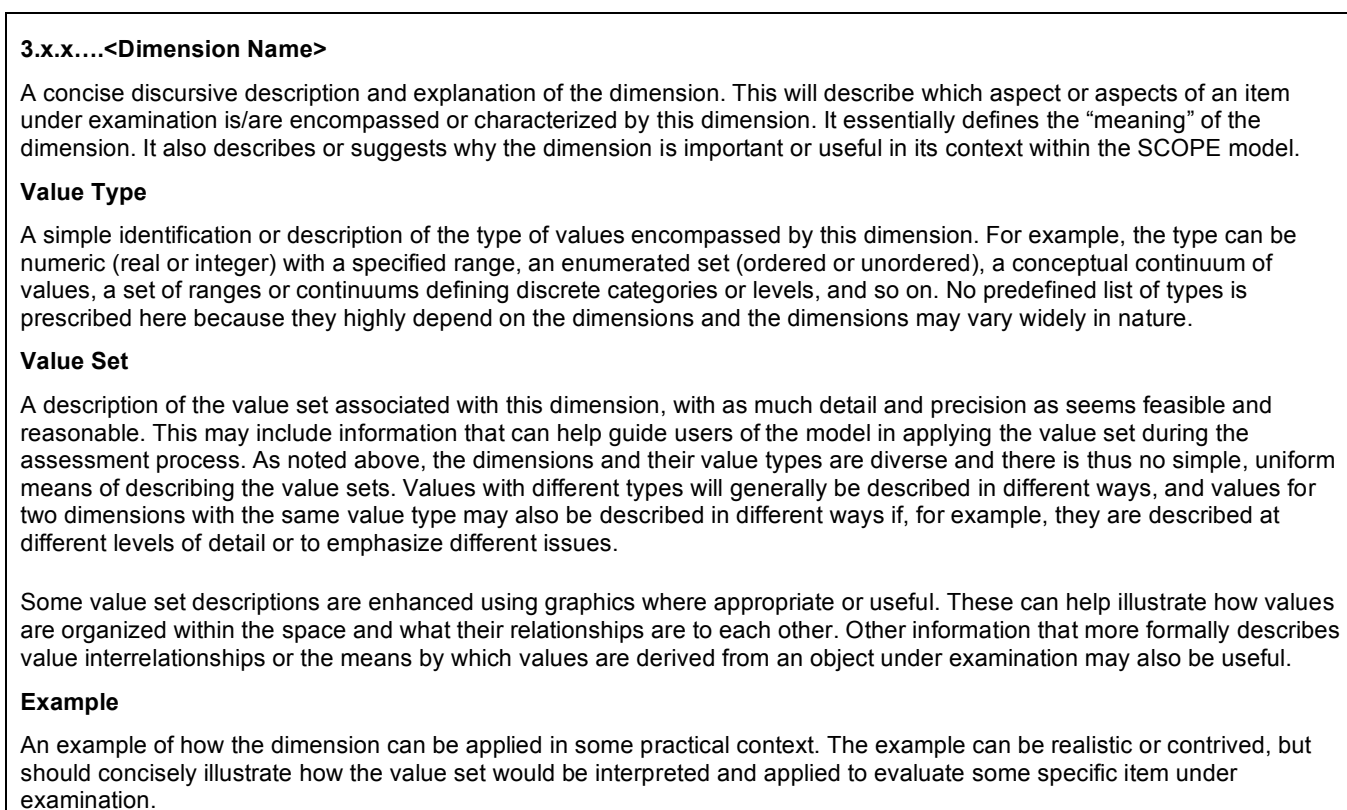 3.x.x….<Dimension Name>
A concise discursive description and explanation of the dimension. This will describe which aspect or aspects of an item
under examination is/are encompassed or characterized by this dimension. It essentially defines the “meaning” of the
dimension. It also describes or suggests why the dimension is important or useful in its context within the SCOPE model.
Value Type
A simple identification or description of the type of values encompassed by this dimension. For example, the type can be
numeric (real or integer) with a specified range, an enumerated set (ordered or unordered), a conceptual continuum of
values, a set of ranges or continuums defining discrete categories or levels, and so on. No predefined list of types is
prescribed here because they highly depend on the dimensions and the dimensions may vary widely in nature.
Value Set
A description of the value set associated with this dimension, with as much detail and precision as seems feasible and
reasonable. This may include information that can help guide users of the model in applying the value set during the
assessment process. As noted above, the dimensions and their value types are diverse and there is thus no simple, uniform
means of describing the value sets. Values with different types will generally be described in different ways, and values for
two dimensions with the same value type may also be described in different ways if, for example, they are described at
different levels of detail or to emphasize different issues.
Some value set descriptions are enhanced using graphics where appropriate or useful. These can help illustrate how values
are organized within the space and what their relationships are to each other. Other information that more formally describes
value interrelationships or the means by which values are derived from an object under examination may also be useful.
Example
An example of how the dimension can be applied in some practical context. The example can be realistic or contrived, but
should concisely illustrate how the value set would be interpreted and applied to evaluate some specific item under
examination.